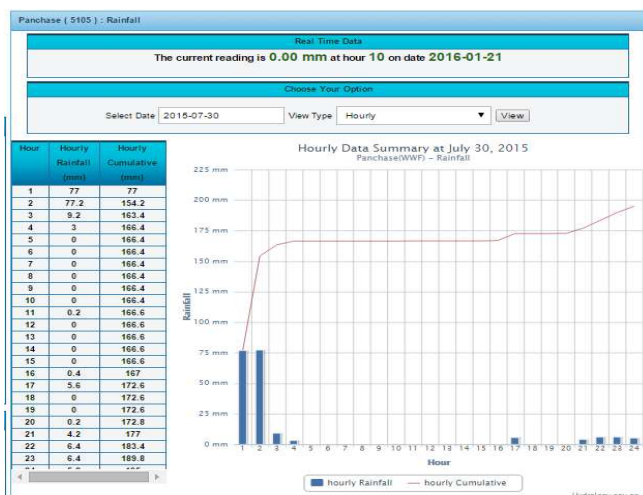 Panchase ( 5105 ) : Rainfall
Real Time Data
The current reading is 0.00 mm at hour 10 on date 2016-01-21
Choose Your Option
Select Date 2015-07-30 View Type Hourly View
Hour Hourly Rainfall (mm) Hourly Cumulative (mm)
1 77 77
2 77.2 154.2
3 9.2 163.4
4 3 166.4
5 0 166.4
6 0 166.4
7 0 166.4
8 0 166.4
9 0 166.4
10 0 166.4
11 0.2 166.6
12 0 166.6
13 0 166.6
14 0 166.6
15 0 166.6
16 0.4 167
17 5.6 172.6
18 0 172.6
19 0 172.6
20 0.2 172.8
21 4.2 177
22 6.4 183.4
23 6.4 189.8
Hourly Data Summary at July 30, 2015
Panchase(WWF) - Rainfall
225 mm
200 mm
175 mm
150 mm
125 mm
100 mm
75 mm
50 mm
25 mm
0 mm
Rainfall
1 2 3 4 5 6 7 8 9 10 11 12 13 14 15 16 17 18 19 20 21 22 23 24
Hour
hourly Rainfall hourly Cumulative